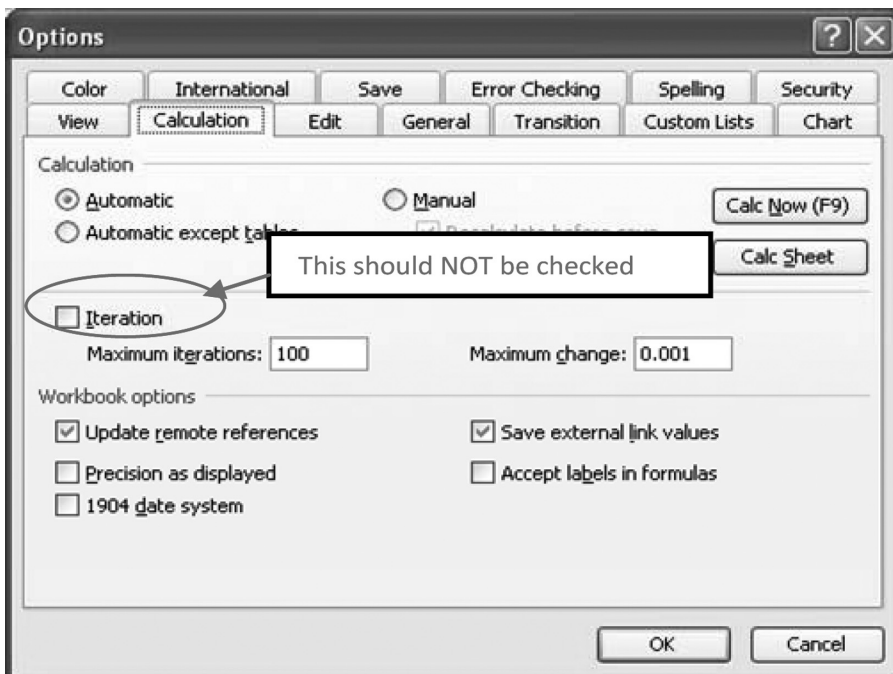 Options
Color International Save Error Checking Spelling Security
View Calculation Edit General Transition Custom Lists Chart
Calculation
Automatic Manual Calc Now (F9)
Automatic except tables
Calc Sheet
This should NOT be checked
Iteration
Maximum iterations: 100 Maximum change: 0.001
Workbook options
Update remote references Save external link values
Precision as displayed Accept labels in formulas
1904 date system
OK Cancel